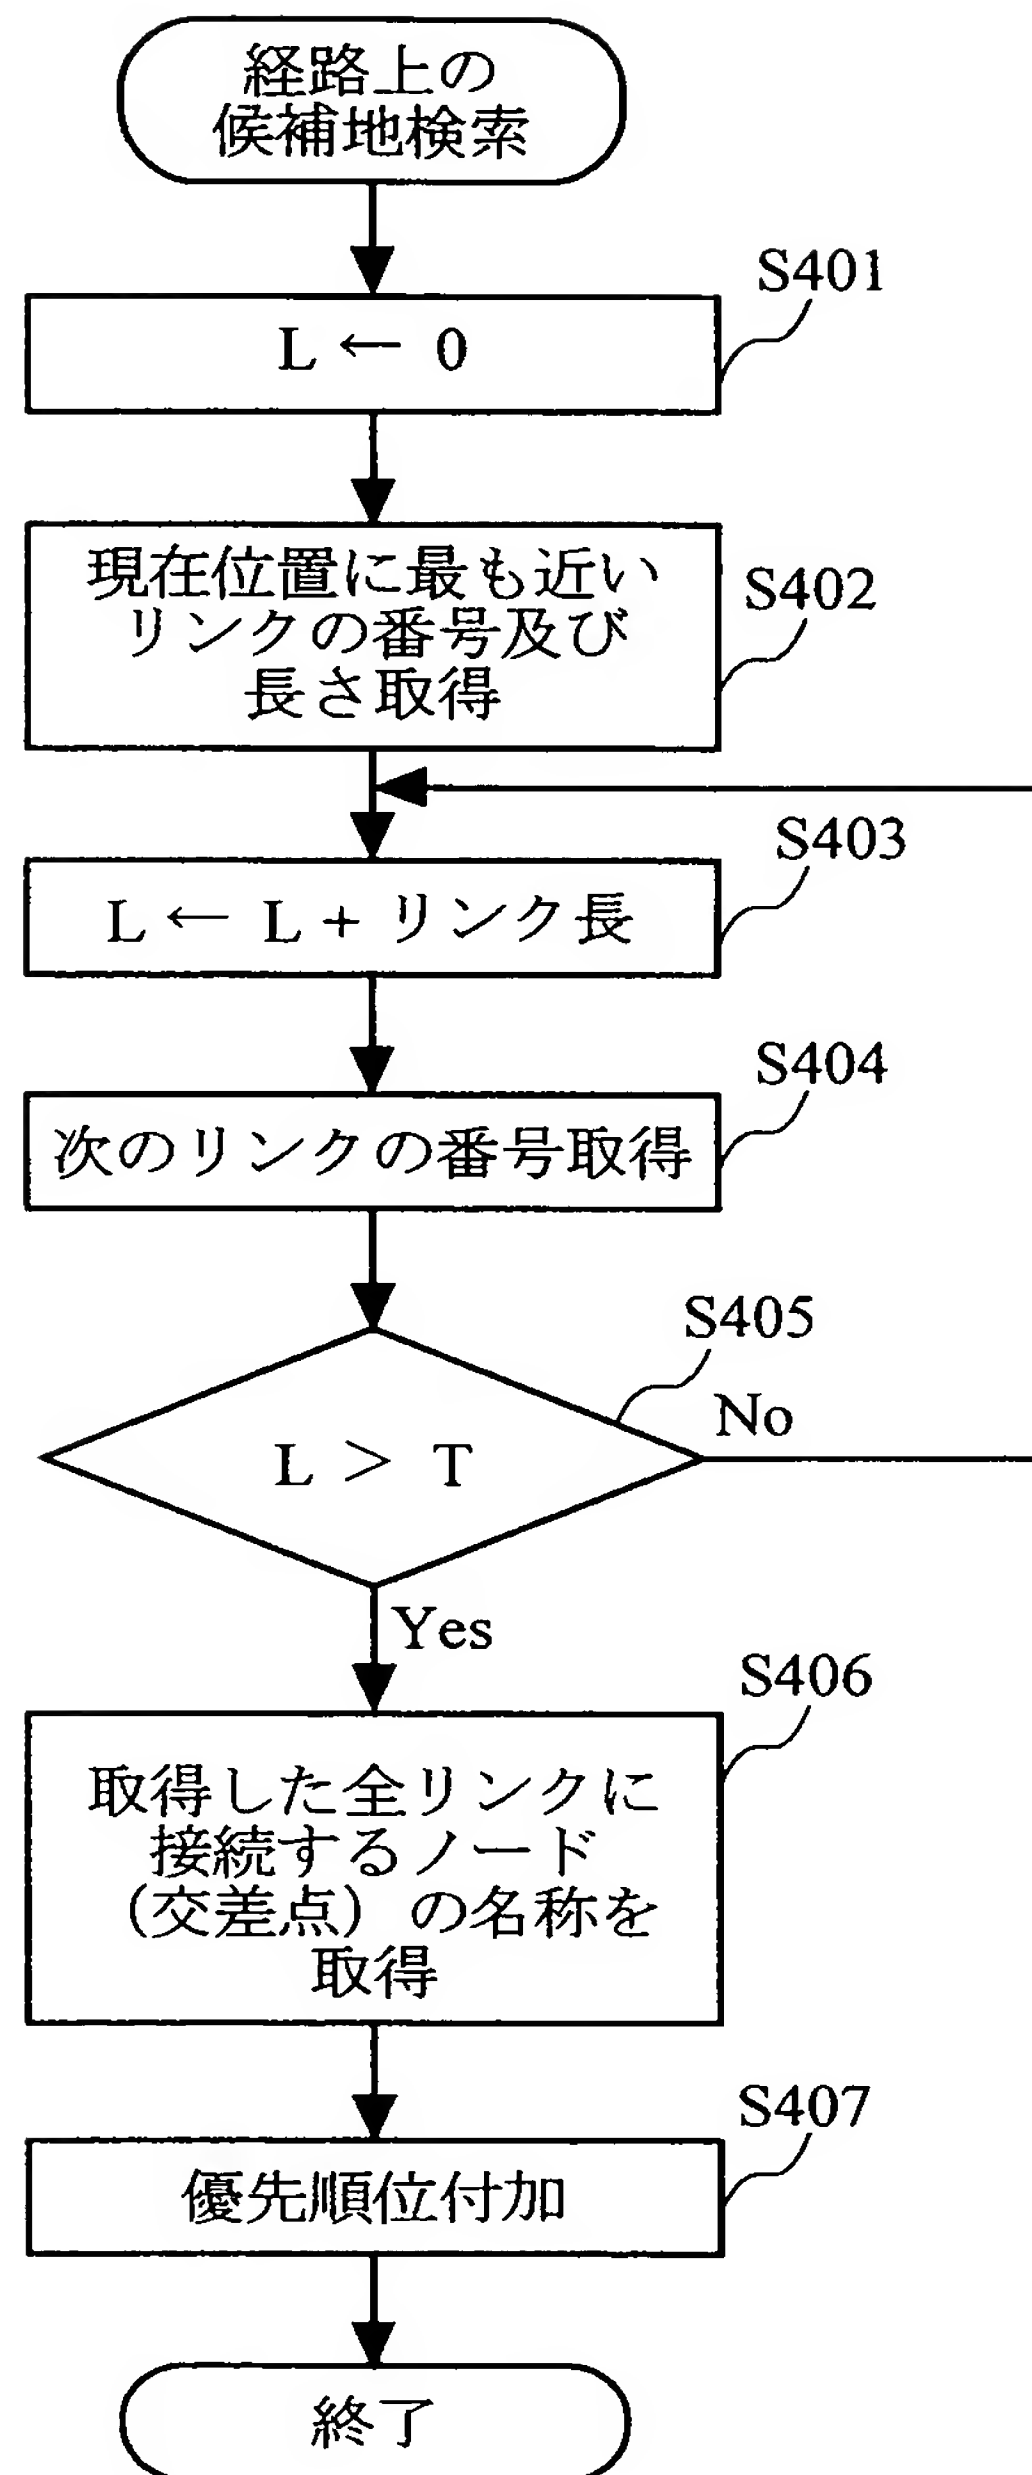 経路上の
候補地検索
S401
L ← 0
S402
現在位置に最も近い
リンクの番号及び
長さ取得
S403
L ← L + リンク長
S404
次のリンクの番号取得
S405
No
L > T
Yes
S406
取得した全リンクに
接続するノード
（交差点）の名称を
取得
S407
優先順位付加
終了